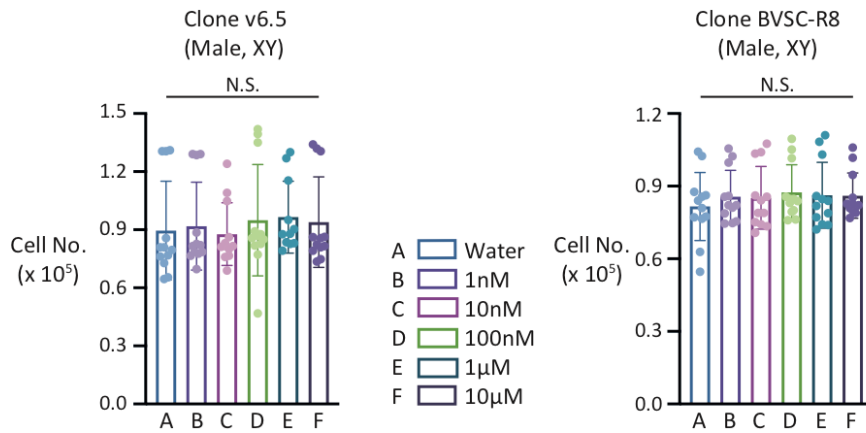 Clone v6.5
(Male, XY)
N.S.
1.5
1.2
0.9
0.6
0.3
0.0
Cell No.
(x 10⁵)
A B C D E F
A Water
B 1nM
C 10nM
D 100nM
E 1µM
F 10µM
Clone BVSC-R8
(Male, XY)
N.S.
1.2
0.9
0.6
0.3
0.0
Cell No.
(x 10⁵)
A B C D E F